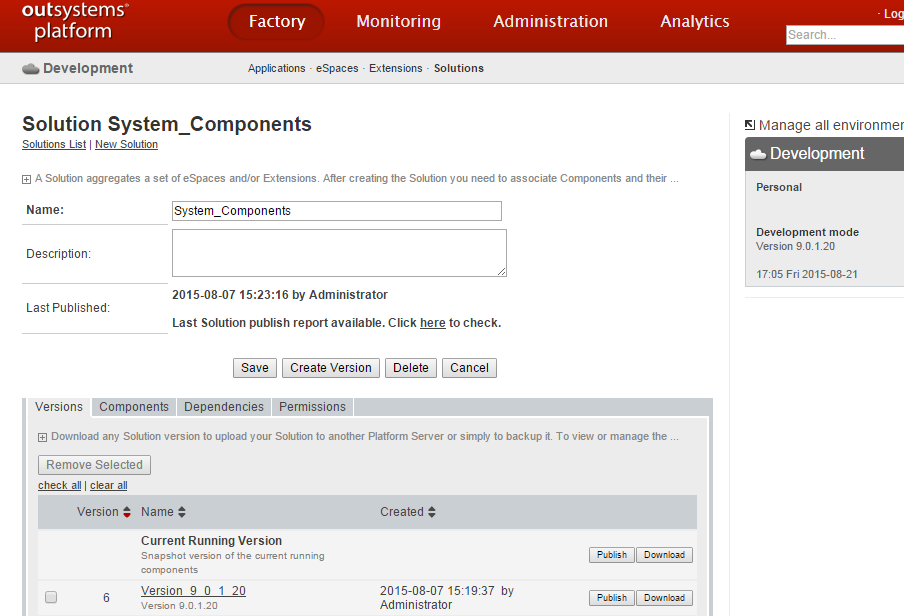 outsystems®
platform
Factory
Monitoring
Administration
Analytics
· Log
Search...
Development
Applications · eSpaces · Extensions · Solutions
Solution System_Components
Solutions List | New Solution
A Solution aggregates a set of eSpaces and/or Extensions. After creating the Solution you need to associate Components and their ...
Name:
System_Components
Description:
Last Published:
2015-08-07 15:23:16 by Administrator
Last Solution publish report available. Click here to check.
Save
Create Version
Delete
Cancel
Manage all environmen
Development
Personal
Development mode
Version 9.0.1.20
17:05 Fri 2015-08-21
Versions
Components
Dependencies
Permissions
Download any Solution version to upload your Solution to another Platform Server or simply to backup it. To view or manage the ...
Remove Selected
check all | clear all
Version
Name
Created
Current Running Version
Snapshot version of the current running
components
Publish
Download
6
Version_9_0_1_20
Version 9.0.1.20
2015-08-07 15:19:37 by
Administrator
Publish
Download